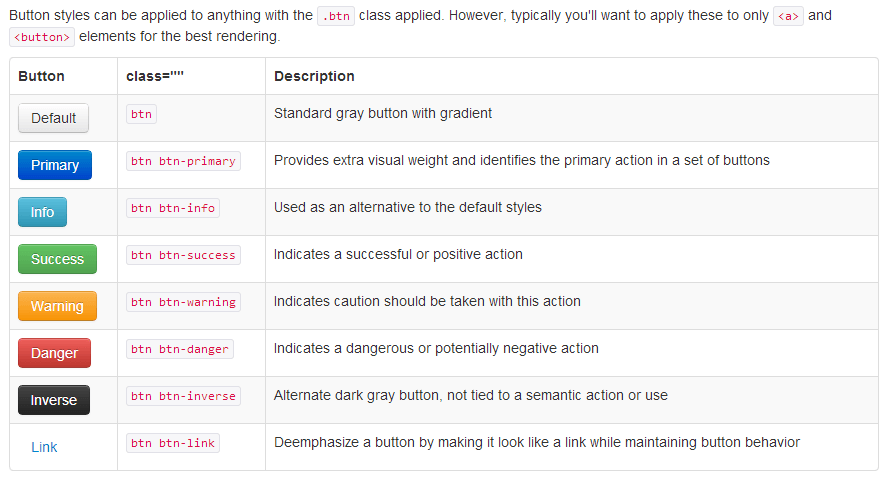 Button styles can be applied to anything with the .btn class applied. However, typically you'll want to apply these to only <a> and
<button> elements for the best rendering.
Button class="" Description
Default btn Standard gray button with gradient
Primary btn btn-primary Provides extra visual weight and identifies the primary action in a set of buttons
Info btn btn-info Used as an alternative to the default styles
Success btn btn-success Indicates a successful or positive action
Warning btn btn-warning Indicates caution should be taken with this action
Danger btn btn-danger Indicates a dangerous or potentially negative action
Inverse btn btn-inverse Alternate dark gray button, not tied to a semantic action or use
Link btn btn-link Deemphasize a button by making it look like a link while maintaining button behavior